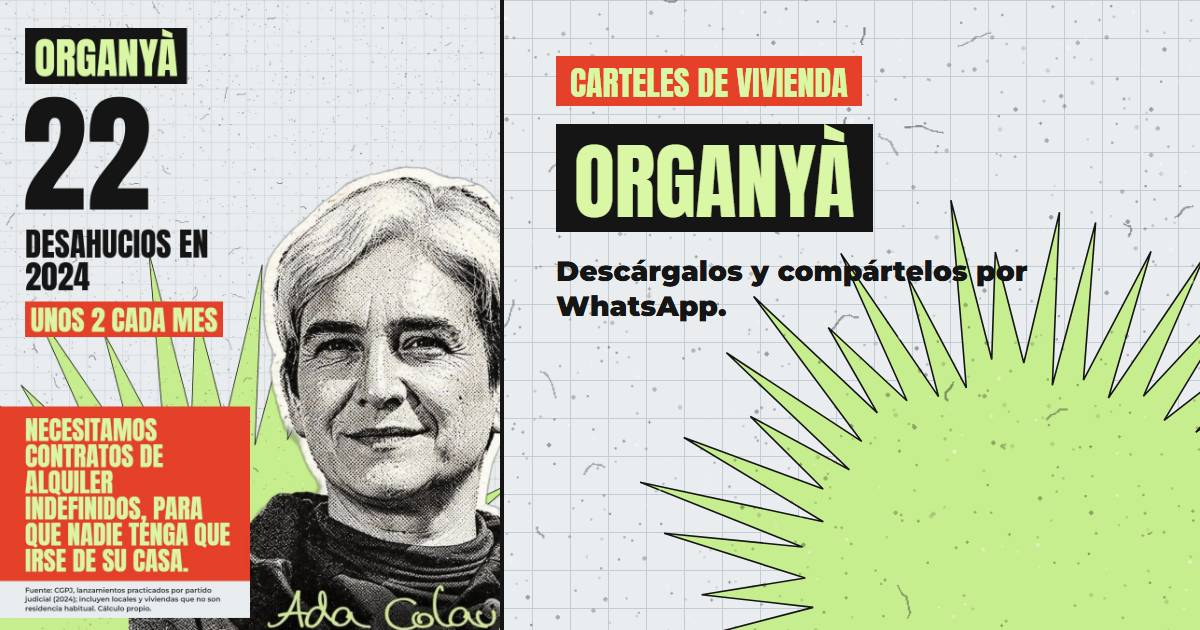 ORGANYÀ
22
DESAHUCIOS EN
2024
UNOS 2 CADA MES
NECESITAMOS
CONTRATOS DE
ALQUILER
INDEFINIDOS, PARA
QUE NADIE TENGA QUE
IRSE DE SU CASA.
Fuente: CGPJ, lanzamientos practicados por partido
judicial (2024); incluyen locales y viviendas que no son
residencia habitual. Cálculo propio.
Ada Colau
CARTELES DE VIVIENDA
ORGANYÀ
Descárgalos y compártelos por
WhatsApp.